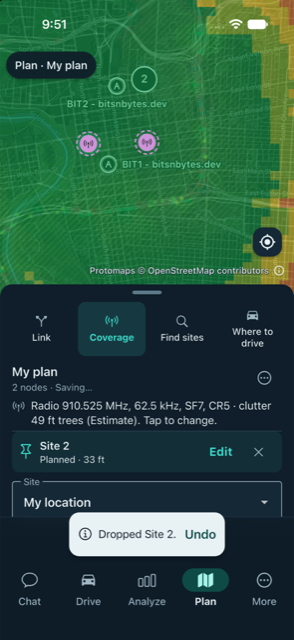 9:51
Plan · My plan
2
A
BIT2 - bitsnbytes.dev
A
BIT1 - bitsnbytes.dev
Protomaps © OpenStreetMap contributors
Link
Coverage
Find sites
Where to
drive
My plan
2 nodes · Saving...
Radio 910.525 MHz, 62.5 kHz, SF7, CR5 · clutter
49 ft trees (Estimate). Tap to change.
Site 2
Planned · 33 ft
Edit
Site
My location
Dropped Site 2.
Undo
Chat
Drive
Analyze
Plan
More